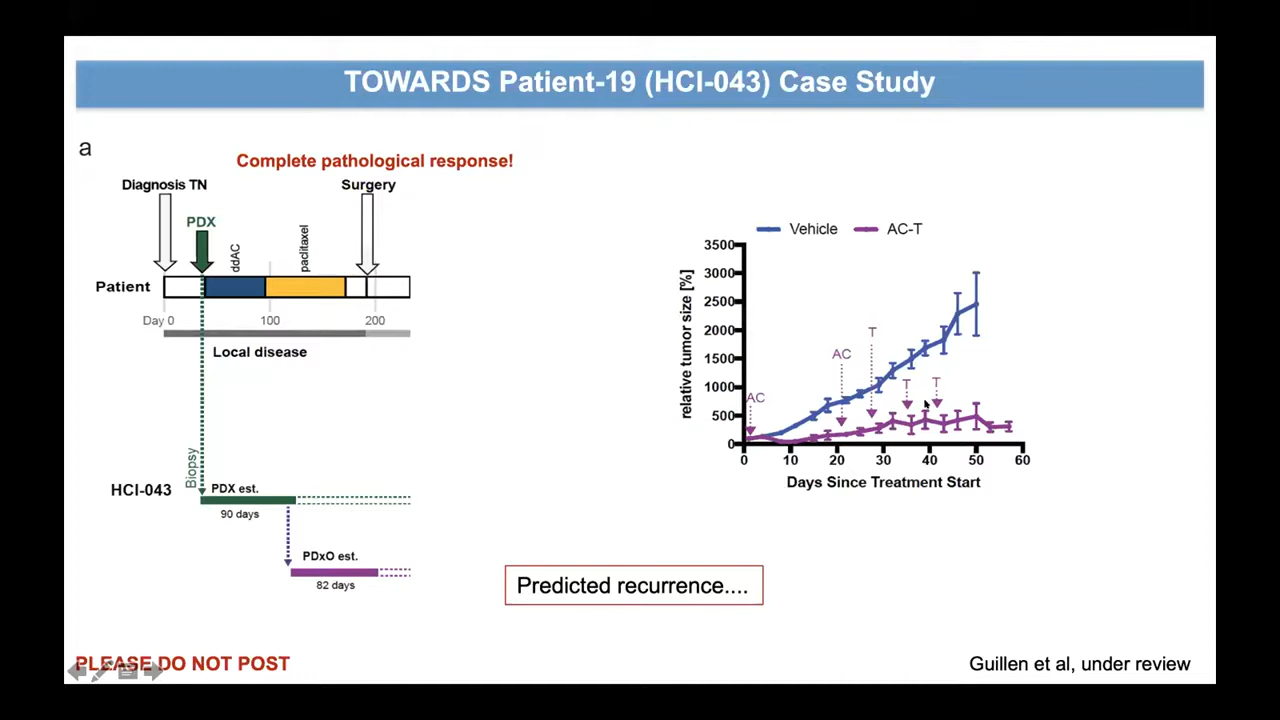 TOWARDS Patient-19 (HCI-043) Case Study
a
Complete pathological response!
Diagnosis TN
Surgery
PDX
ddAC
paclitaxel
Patient
Day 0
100
200
Local disease
Biopsy
HCI-043
PDX est.
90 days
PDxO est.
82 days
Vehicle
AC-T
relative tumor size [%]
3500
3000
2500
2000
1500
1000
500
0
AC
AC
T
T
T
0
10
20
30
40
50
60
Days Since Treatment Start
Predicted recurrence....
PLEASE DO NOT POST
Guillen et al, under review